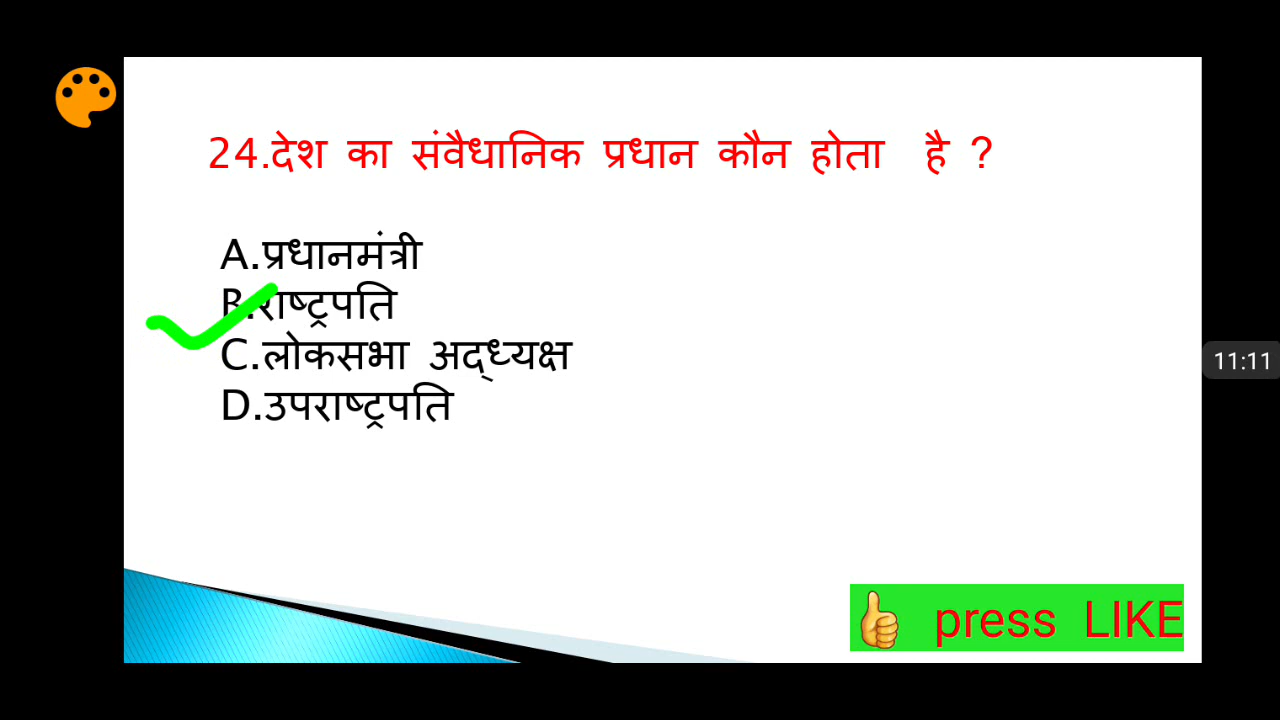 24.देश का संवैधानिक प्रधान कौन होता है ?
A.प्रधानमंत्री
B.राष्ट्रपति
C.लोकसभा अद्ध्यक्ष
D.उपराष्ट्रपति
11:11
👍 press LIKE